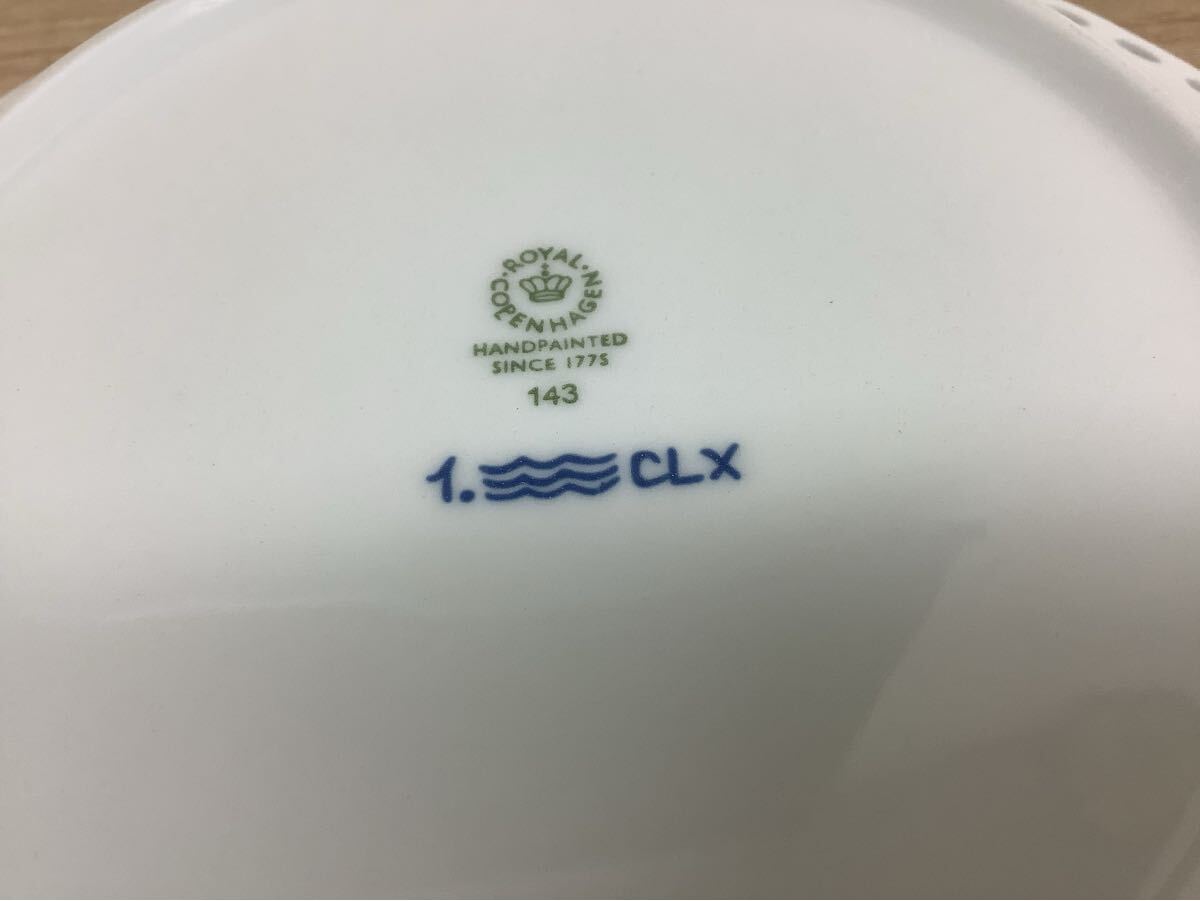 ROYAL · COPENHAGEN ·
HANDPAINTED
SINCE 1775
143
1. CLX